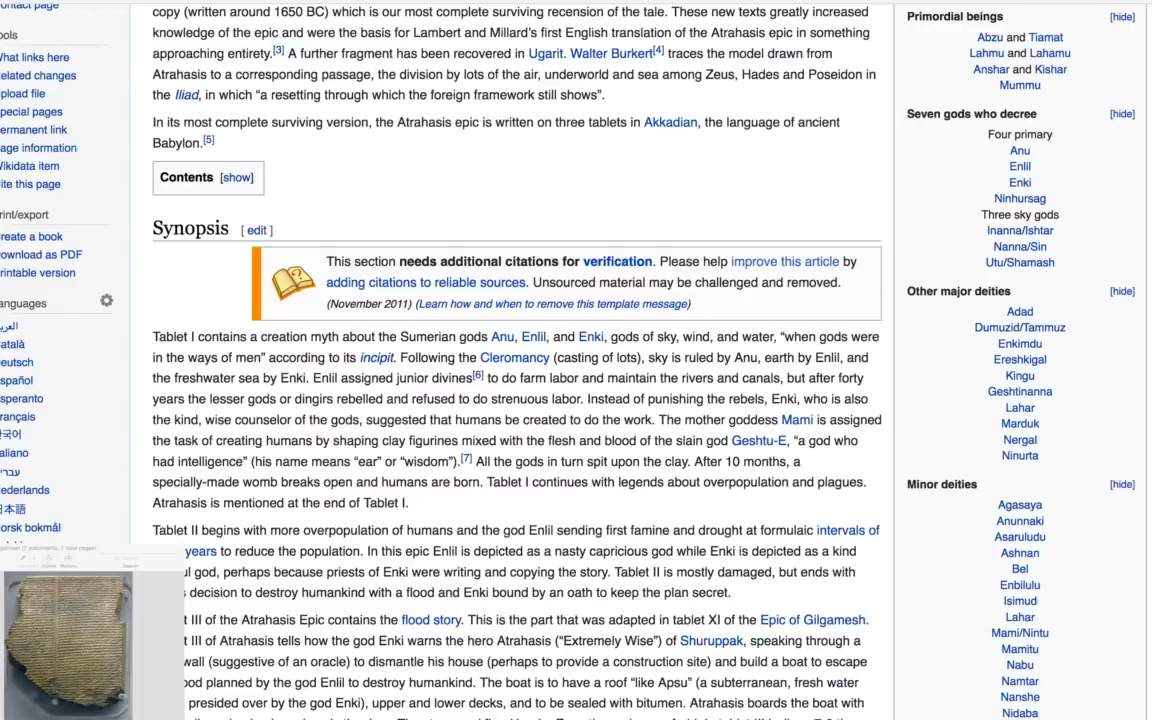 ontact page
ools
hat links here
elated changes
pload file
pecial pages
ermanent link
age information
ikidata item
ite this page
rint/export
reate a book
ownload as PDF
rintable version
anguages
العربية
atalà
eutsch
spañol
speranto
rançais
국어
aliano
עברית
ederlands
本語
orsk bokmål
copy (written around 1650 BC) which is our most complete surviving recension of the tale. These new texts greatly increased
knowledge of the epic and were the basis for Lambert and Millard’s first English translation of the Atrahasis epic in something
approaching entirety.[3] A further fragment has been recovered in Ugarit. Walter Burkert[4] traces the model drawn from
Atrahasis to a corresponding passage, the division by lots of the air, underworld and sea among Zeus, Hades and Poseidon in
the Iliad, in which “a resetting through which the foreign framework still shows”.
In its most complete surviving version, the Atrahasis epic is written on three tablets in Akkadian, the language of ancient
Babylon.[5]
Contents [show]
Synopsis [ edit ]
This section needs additional citations for verification. Please help improve this article by
adding citations to reliable sources. Unsourced material may be challenged and removed.
(November 2011) (Learn how and when to remove this template message)
Tablet I contains a creation myth about the Sumerian gods Anu, Enlil, and Enki, gods of sky, wind, and water, “when gods were
in the ways of men” according to its incipit. Following the Cleromancy (casting of lots), sky is ruled by Anu, earth by Enlil, and
the freshwater sea by Enki. Enlil assigned junior divines[6] to do farm labor and maintain the rivers and canals, but after forty
years the lesser gods or dingirs rebelled and refused to do strenuous labor. Instead of punishing the rebels, Enki, who is also
the kind, wise counselor of the gods, suggested that humans be created to do the work. The mother goddess Mami is assigned
the task of creating humans by shaping clay figurines mixed with the flesh and blood of the slain god Geshtu-E, “a god who
had intelligence” (his name means “ear” or “wisdom”).[7] All the gods in turn spit upon the clay. After 10 months, a
specially-made womb breaks open and humans are born. Tablet I continues with legends about overpopulation and plagues.
Atrahasis is mentioned at the end of Tablet I.
Tablet II begins with more overpopulation of humans and the god Enlil sending first famine and drought at formulaic intervals of
years to reduce the population. In this epic Enlil is depicted as a nasty capricious god while Enki is depicted as a kind
ul god, perhaps because priests of Enki were writing and copying the story. Tablet II is mostly damaged, but ends with
s decision to destroy humankind with a flood and Enki bound by an oath to keep the plan secret.
t III of the Atrahasis Epic contains the flood story. This is the part that was adapted in tablet XI of the Epic of Gilgamesh.
t III of Atrahasis tells how the god Enki warns the hero Atrahasis (“Extremely Wise”) of Shuruppak, speaking through a
wall (suggestive of an oracle) to dismantle his house (perhaps to provide a construction site) and build a boat to escape
ood planned by the god Enlil to destroy humankind. The boat is to have a roof “like Apsu” (a subterranean, fresh water
presided over by the god Enki), upper and lower decks, and to be sealed with bitumen. Atrahasis boards the boat with
Primordial beings [hide]
Abzu and Tiamat
Lahmu and Lahamu
Anshar and Kishar
Mummu
Seven gods who decree [hide]
Four primary
Anu
Enlil
Enki
Ninhursag
Three sky gods
Inanna/Ishtar
Nanna/Sin
Utu/Shamash
Other major deities [hide]
Adad
Dumuzid/Tammuz
Enkimdu
Ereshkigal
Kingu
Geshtinanna
Lahar
Marduk
Nergal
Ninurta
Minor deities [hide]
Agasaya
Anunnaki
Asaruludu
Ashnan
Bel
Enbilulu
Isimud
Lahar
Mami/Nintu
Mamitu
Nabu
Namtar
Nanshe
Nidaba